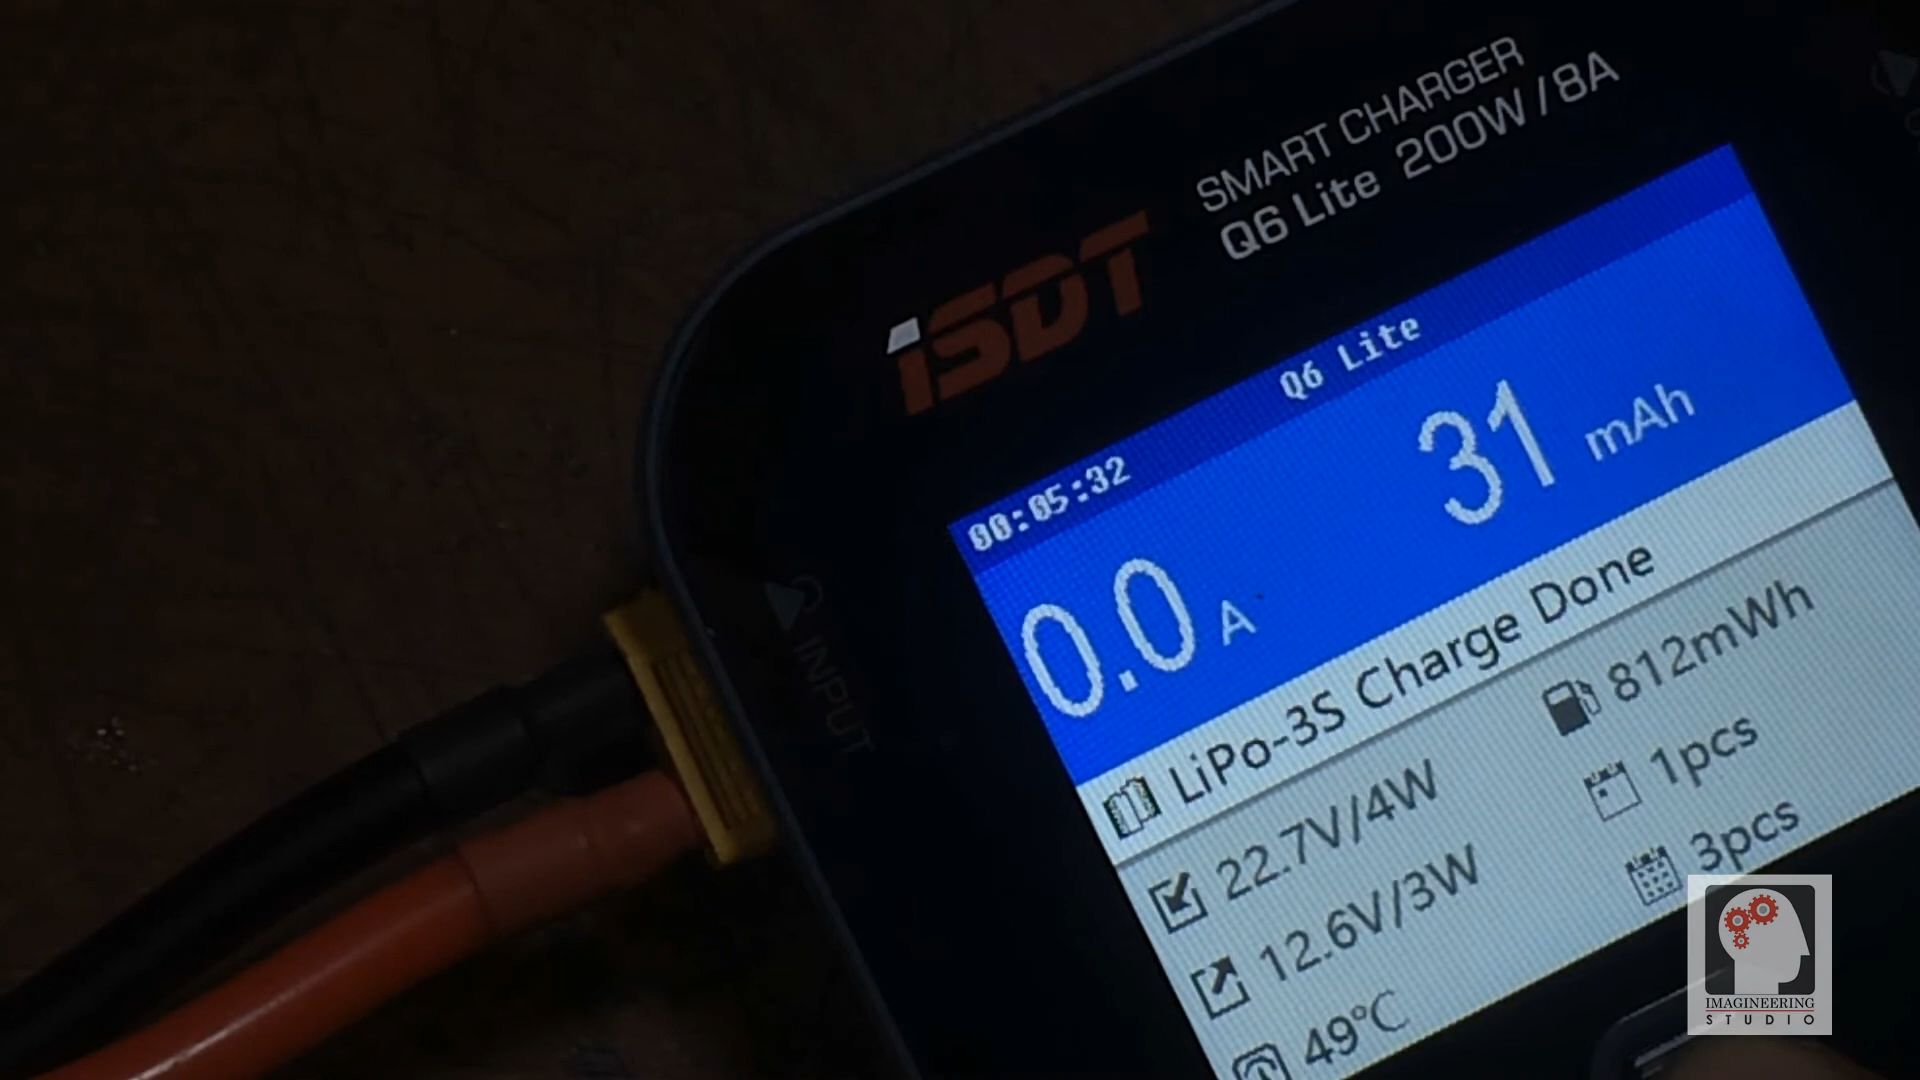 SMART CHARGER
Q6 Lite 200W/8A
iSDT
Q6 Lite
00:05:32
31 mAh
0.0 A
LiPo-3S Charge Done
22.7V/4W
812mWh
12.6V/3W
1pcs
49°C
3pcs
INPUT
IMAGINEERING
STUDIO